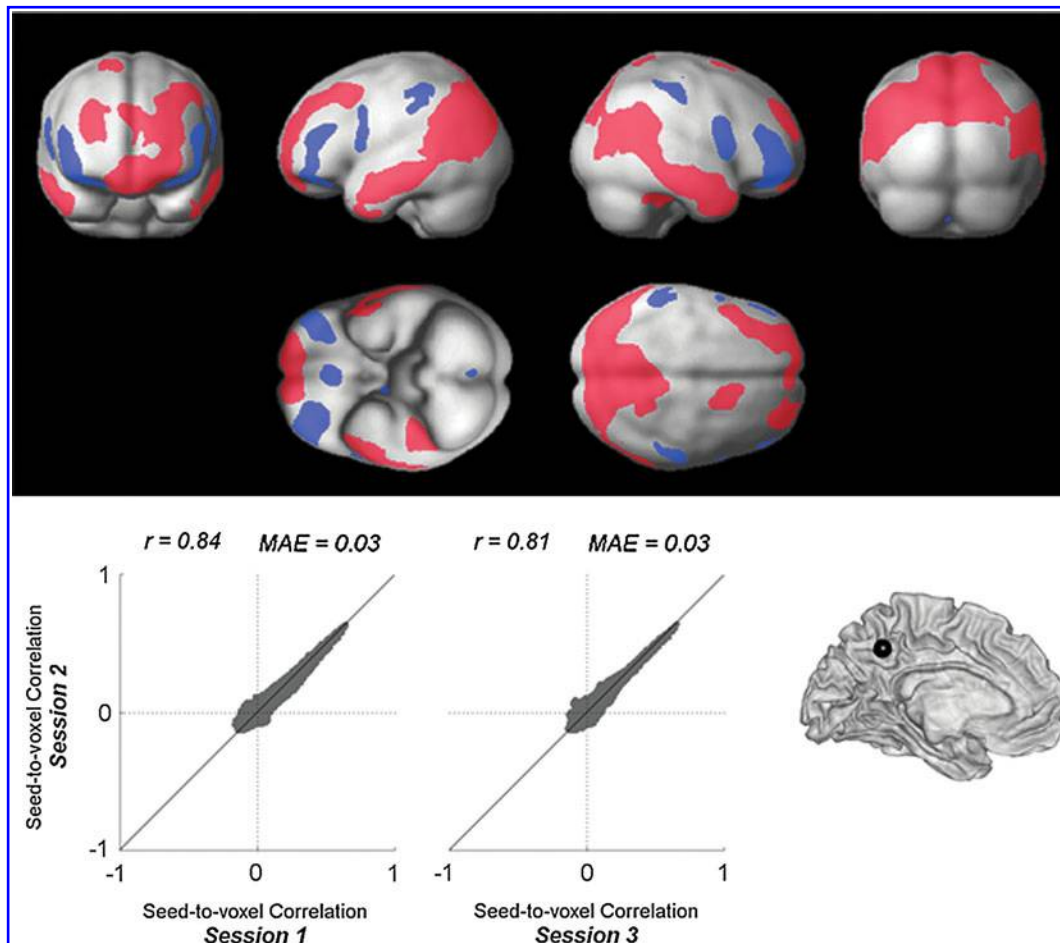 r = 0.84 MAE = 0.03
r = 0.81 MAE = 0.03
1
0
-1
Seed-to-voxel Correlation
Session 2
-1 0 1
-1 0 1
Seed-to-voxel Correlation
Session 1
Seed-to-voxel Correlation
Session 3